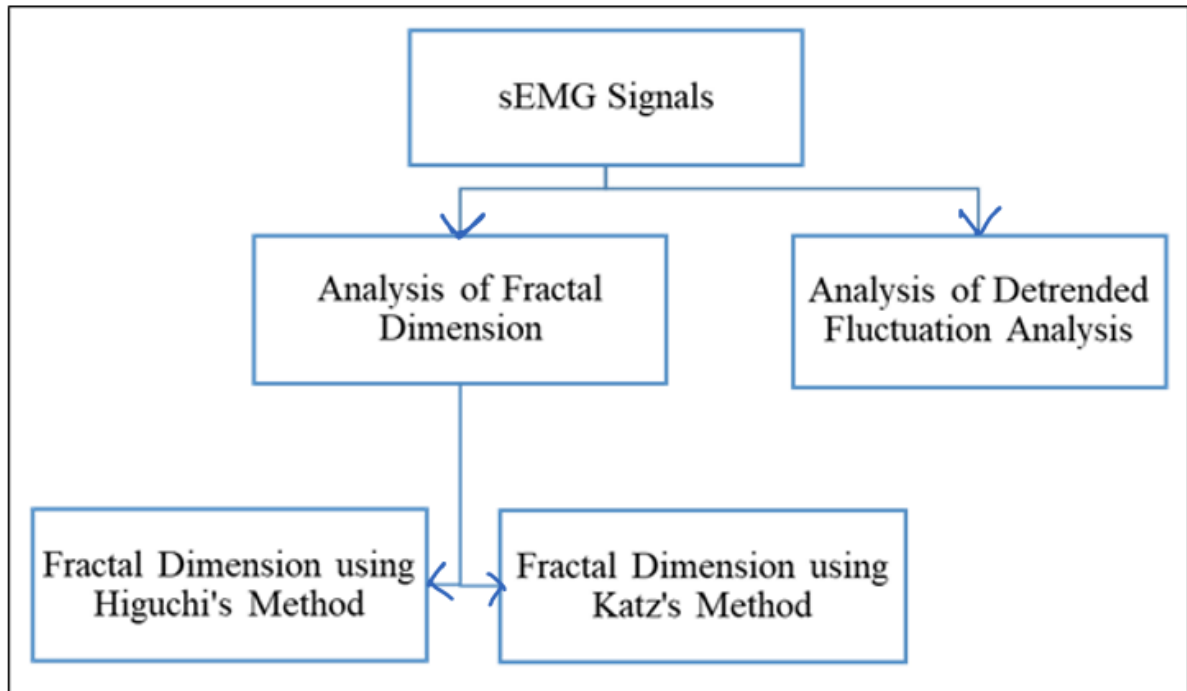 sEMG Signals
Analysis of Fractal
Dimension
Analysis of Detrended
Fluctuation Analysis
Fractal Dimension using
Higuchi's Method
Fractal Dimension using
Katz's Method